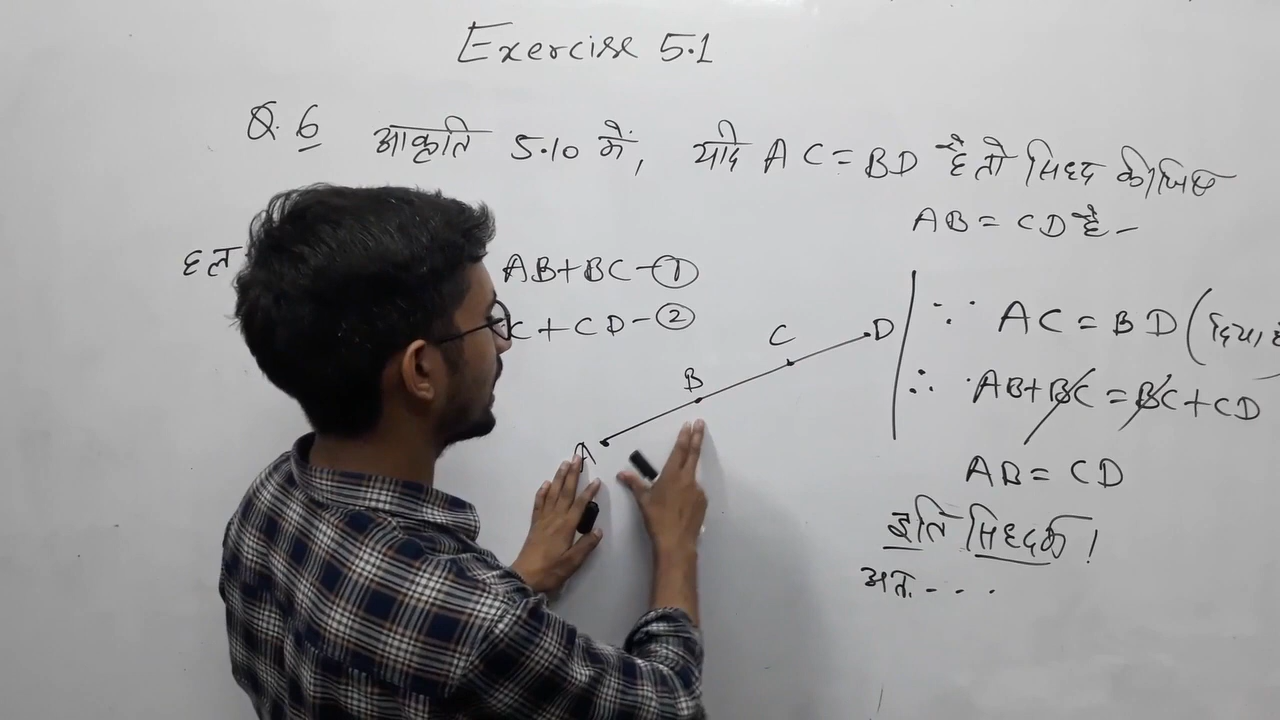 Exercise 5.1
Q. 6 आकृति 5.10 में, यदि AC = BD है तो सिद्ध कीजिए
AB = CD है-
हल
AB+BC-①
C+CD-②
A B C D
∵ AC = BD (दिया है
∴ AB+BC = BC+CD
AB = CD
इति सिद्धम् !
अतः - - -